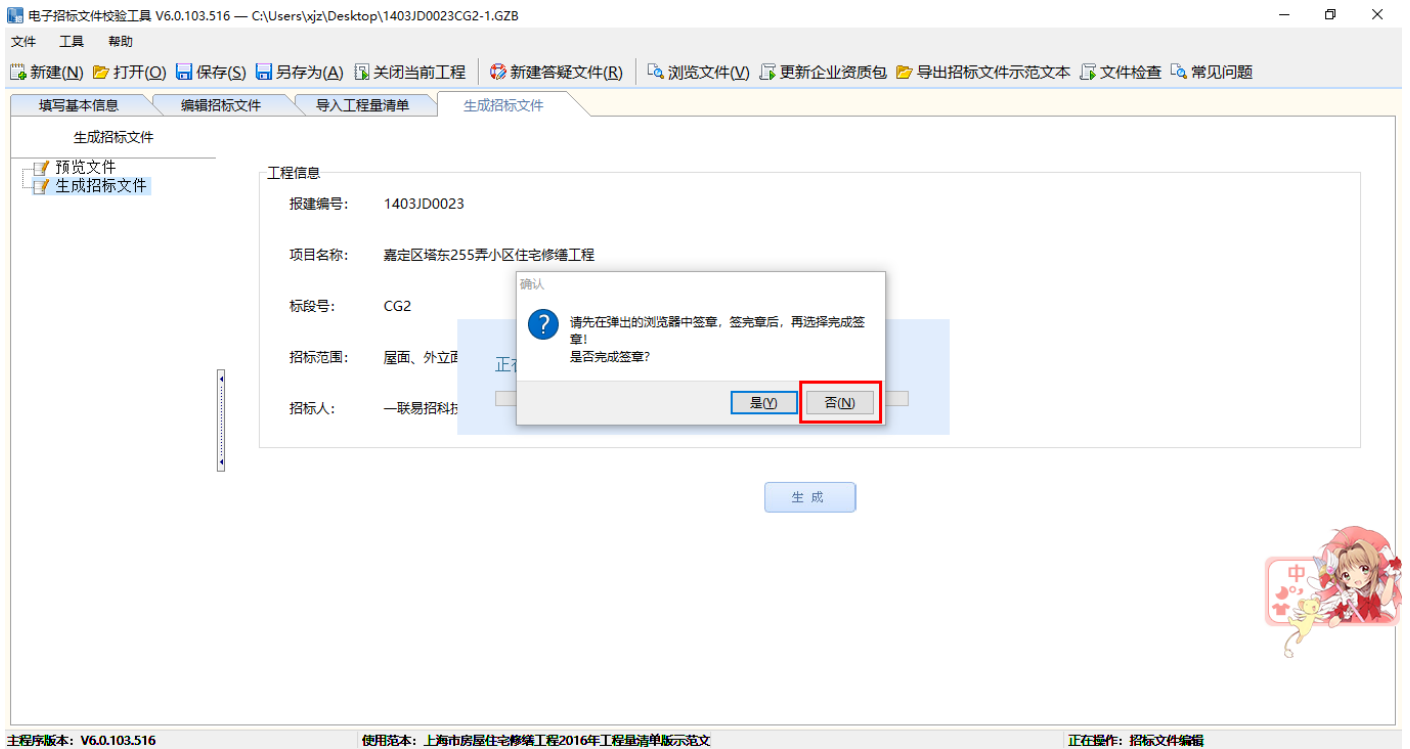 电子招标文件校验工具 V6.0.103.516 — C:\Users\xjz\Desktop\1403JD0023CG2-1.GZB
文件 工具 帮助
新建(N) 打开(O) 保存(S) 另存为(A) 关闭当前工程 新建答疑文件(R) 浏览文件(V) 更新企业资质包 导出招标文件示范文本 文件检查 常见问题
填写基本信息 编辑招标文件 导入工程量清单 生成招标文件
生成招标文件
预览文件
生成招标文件
工程信息
报建编号: 1403JD0023
项目名称: 嘉定区塔东255弄小区住宅修缮工程
标段号: CG2
招标范围: 屋面、外立面
招标人: 一联易招科技
正在
确认
请先在弹出的浏览器中签章，签完章后，再选择完成签
章!
是否完成签章?
是(Y) 否(N)
生 成
中
主程序版本: V6.0.103.516 使用范本: 上海市房屋住宅修缮工程2016年工程量清单版示范文 正在操作: 招标文件编辑